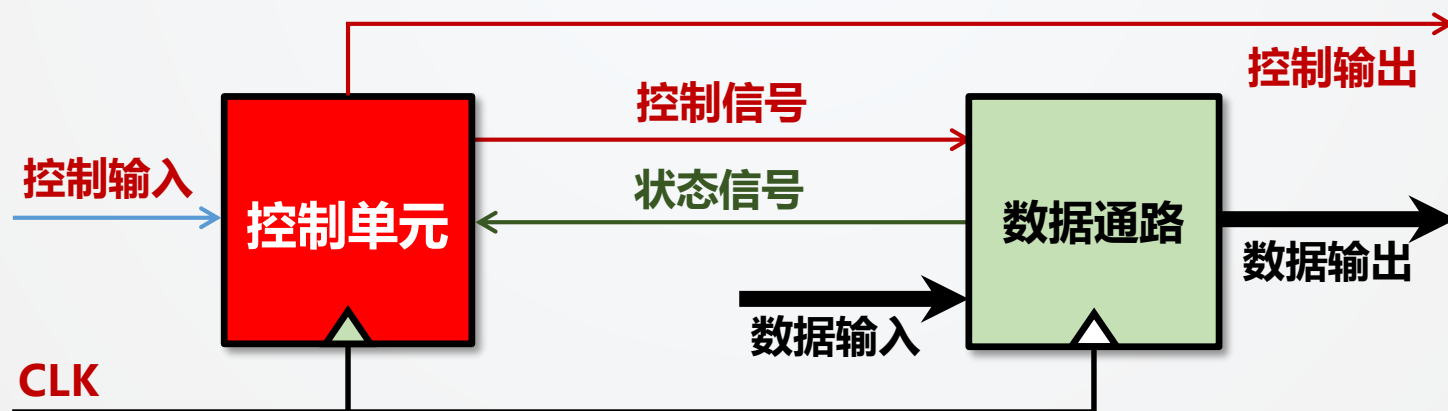 控制输出
控制信号
控制输入
状态信号
控制单元
数据通路
数据输出
数据输入
CLK